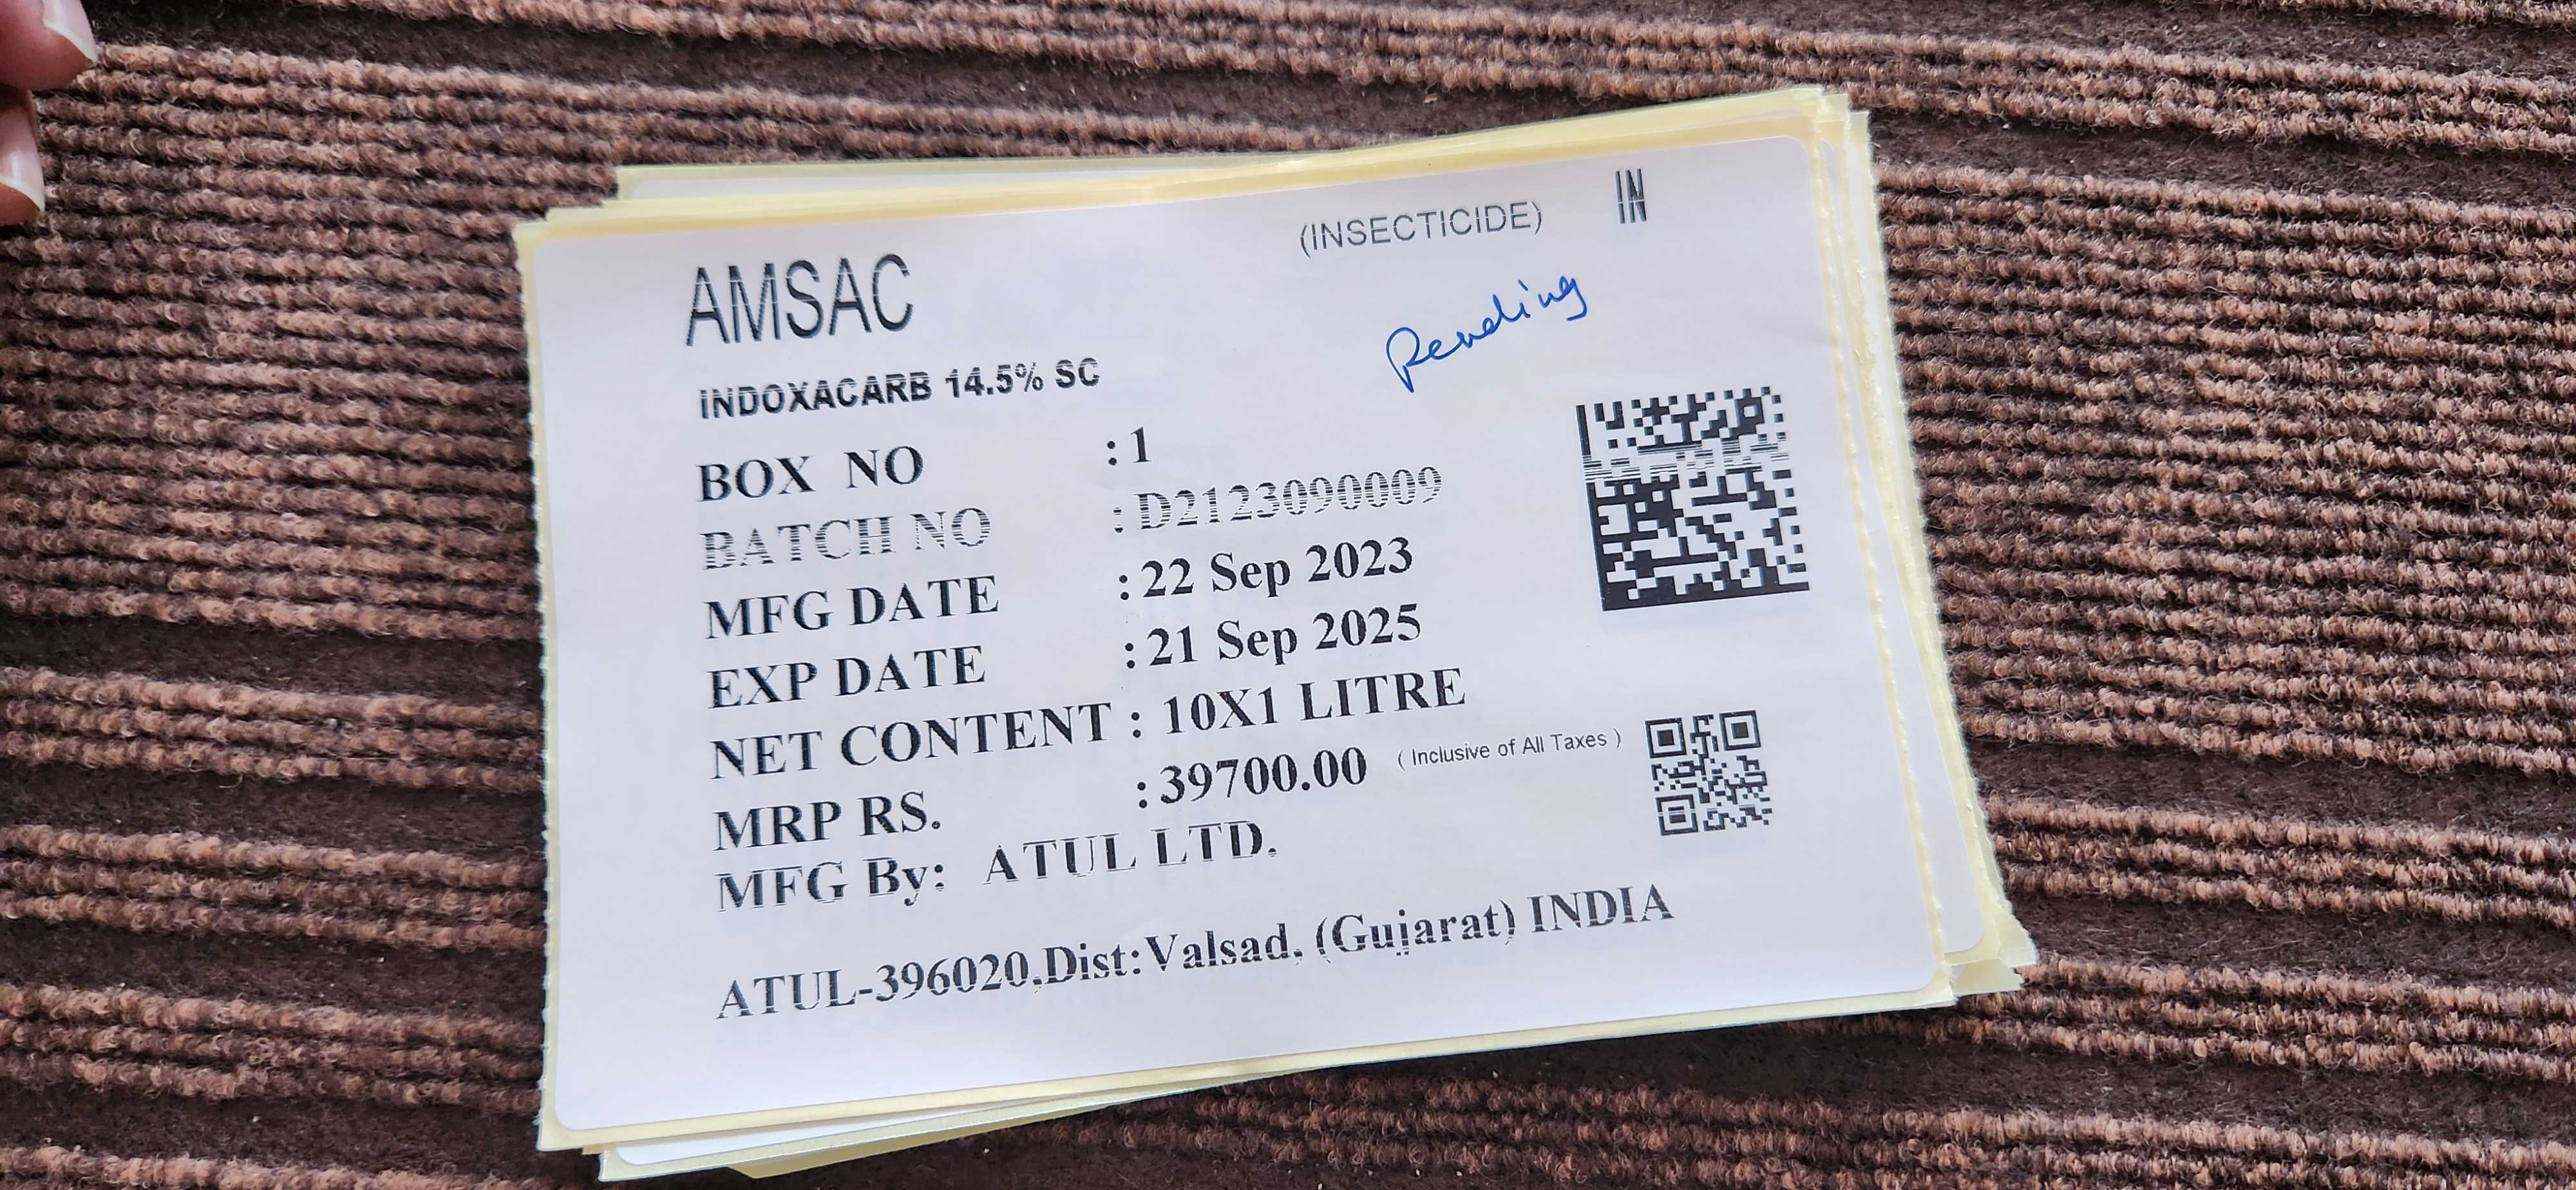 (INSECTICIDE) IN
AMSAC
Pending
INDOXACARB 14.5% SC
BOX NO : 1
BATCH NO : D2123090009
MFG DATE : 22 Sep 2023
EXP DATE : 21 Sep 2025
NET CONTENT : 10X1 LITRE
MRP RS. : 39700.00 ( Inclusive of All Taxes )
MFG By: ATUL LTD.
ATUL-396020,Dist:Valsad, (Gujarat) INDIA